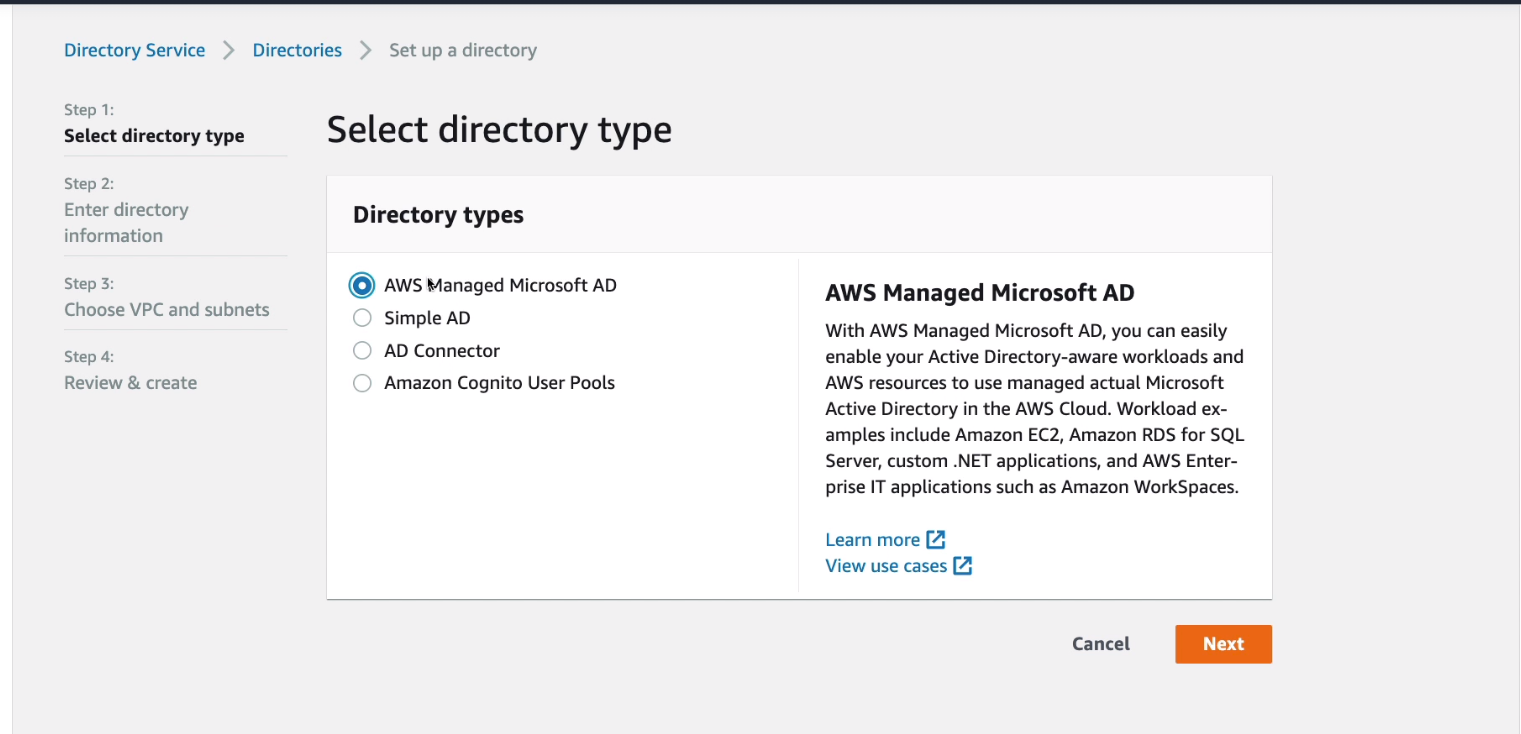 Directory Service > Directories > Set up a directory
Step 1:
Select directory type
Step 2:
Enter directory
information
Step 3:
Choose VPC and subnets
Step 4:
Review & create
Select directory type
Directory types
AWS Managed Microsoft AD
Simple AD
AD Connector
Amazon Cognito User Pools
AWS Managed Microsoft AD
With AWS Managed Microsoft AD, you can easily
enable your Active Directory-aware workloads and
AWS resources to use managed actual Microsoft
Active Directory in the AWS Cloud. Workload ex-
amples include Amazon EC2, Amazon RDS for SQL
Server, custom .NET applications, and AWS Enter-
prise IT applications such as Amazon WorkSpaces.
Learn more
View use cases
Cancel
Next